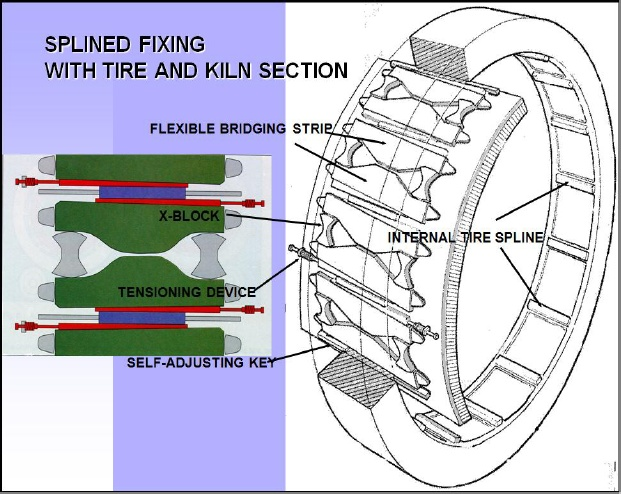 SPLINED FIXING
WITH TIRE AND KILN SECTION
FLEXIBLE BRIDGING STRIP
X-BLOCK
INTERNAL TIRE SPLINE
TENSIONING DEVICE
SELF-ADJUSTING KEY